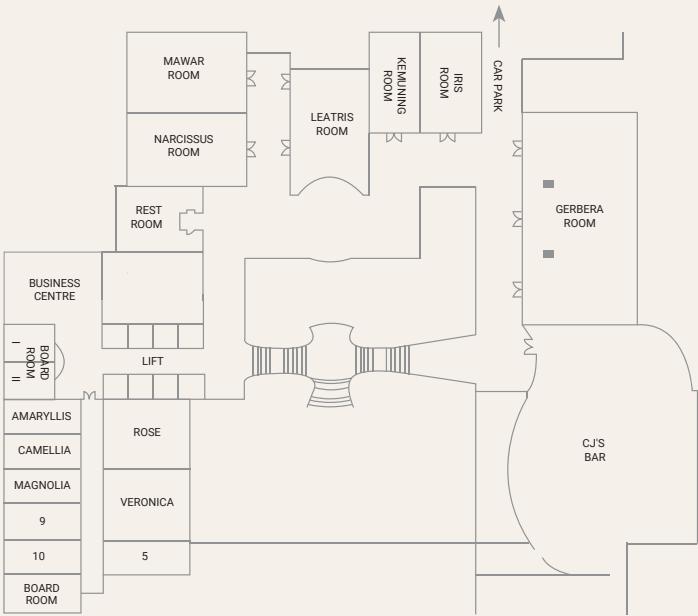 MAWAR
ROOM
NARCISSUS
ROOM
LEATRIS
ROOM
KEMUNING
ROOM
IRIS
ROOM
CAR PARK
REST
ROOM
GERBERA
ROOM
BUSINESS
CENTRE
BOARD
ROOM
I
II
LIFT
AMARYLLIS
CAMELLIA
MAGNOLIA
9
10
BOARD
ROOM
ROSE
VERONICA
5
CJ'S
BAR